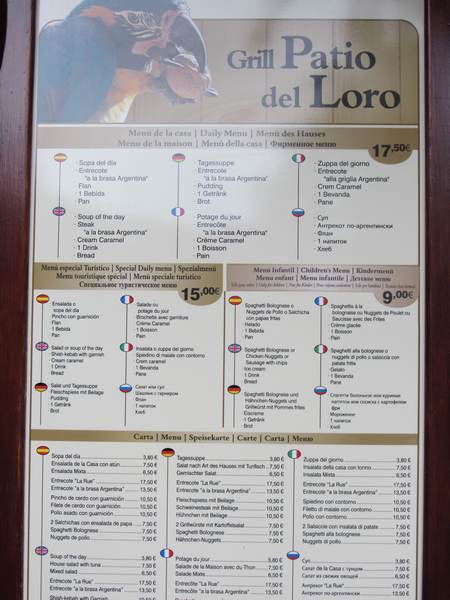 Grill Patio
del Loro
Menú de la casa | Daily Menu | Menü des Hauses
Menu de la maison | Menù della casa | Фирменное меню
17,50€
· Sopa del día
· Entrecote
"a la brasa Argentina"
· Flan
· 1 Bebida
· Pan
· Tagessuppe
· Entrecote
"a la brasa Argentina"
· Pudding
· 1 Getränk
· Brot
· Zuppa del giorno
· Entrecote
"alla griglia Argentina"
· Crem Caramel
· 1 Bevanda
· Pane
· Soup of the day
· Steak
"a la brasa Argentina"
· Cream Caramel
· 1 Drink
· Bread
· Potage du jour
· Entrecôte
"a la brasa Argentina"
· Crème Caramel
· 1 Boisson
· Pain
· Суп
· Антрекот по-аргентински
· Флан
· 1 напиток
· Хлеб
Menú especial Turístico | Special Daily menu | Spezialmenü
Menu touristique spécial | Menù speciale turistico
Специальное туристическое меню
15,00€
Ensalada o
sopa del dia
Pincho con guarnición
Flan
1 Bebida
Pan
Salade ou
potage du jour
Brochette avec garniture
Crème Caramel
1 Boisson
Pain
Salad or soup of the day
Shish-kebab with garnish
Cream caramel
1 Drink
Bread
Insalata o zuppa del giorno
Spiedino di maiale con contorno
Crem caramel
1 Bevanda
Pane
Salat und Tagessuppe
Fleischspiess mit Beilage
Pudding
1 Getränk
Brot
Салат или суп
Шашлык с гарниром
Флан
1 напиток
Хлеб
Menú Infantil | Children's Menu | Kindermenü
Menu enfant | Menù infantile | Детское меню
9,00€
Spaghetti Bolognese o
Nuggets de Pollo o Salchichas
con papas fritas
Helado
1 Bebida
Pan
Spaghetti à la
bolognaise ou Nuggets de Poulet ou
Saucisse avec des Frites
Crème glacée
1 Boisson
Pain
Spaghetti Bolognese or
Chicken Nuggets or
Sausage with chips
Ice cream
1 Drink
Bread
Spaghetti alla bolognese o
nuggets di pollo o salsiccia con
patate fritte
Gelato
1 Bevanda
Pane
Spaghetti Bolognese und
Hähnchen-Nuggets und
Grillwürst mit Pommes frites
Eiscreme
1 Getränk
Brot
Спагетти болоньезе или куриные
наггетсы или сосиска с картофелем
фри
Мороженое
1 напиток
Хлеб
Carta | Menu | Speisekarte | Carte | Carta | Меню
Sopa del día 3,80 €
Ensalada de la Casa con atún 7,50 €
Ensalada Mixta 6,50 €
Entrecote "La Rue" 17,50 €
Entrecote "a la brasa Argentina" 13,50 €
Pincho de cerdo con guarnición 10,50 €
Filete de cerdo con guarnición 10,50 €
Pollo asado con guarnición 10,50 €
2 Salchichas con ensalada de papa 7,50 €
Spaghetti Bolognese 7,50 €
Nuggets de pollo 7,50 €
Tagessuppe 3,80 €
Salat nach Art des Hauses mit Tunfisch 7,50 €
Gemischter Salat 6,50 €
Entrecôte "La Rue" 17,50 €
Entrecôte "a la brasa Argentina" 13,50 €
Fleischspiess mit Beilage 10,50 €
Schweinesteak mit Beilage 10,50 €
Hühnchen mit Beilage 10,50 €
2 Grillwürstle mit Kartoffelsalat 7,50 €
Spaghetti Bolognese 7,50 €
Hähnchen-Nuggets 7,50 €
Zuppa del giorno 3,80 €
Insalata della casa con tonno 7,50 €
Insalata Mista 6,50 €
Entrecote "La Rue" 17,50 €
Entrecote "a la brasa Argentina" 13,50 €
Spiedino con contorno 10,50 €
Filetto di maiale con contorno 10,50 €
Pollo con contorno 10,50 €
2 Salsiccie con insalata di patate 7,50 €
Spaghetti alla bolognese 7,50 €
Nuggets di pollo 7,50 €
Soup of the day 3,80 €
House salad with tuna 7,50 €
Mixed salad 6,50 €
Entrecote "La Rue" 17,50 €
Entrecote "a la brasa Argentina" 13,50 €
Shish-kebab with garnish 10,50 €
Potage du jour 3,80 €
Salade de la Maison avec du Thon 7,50 €
Salade Mixte 6,50 €
Entrecôte "La Rue" 17,50 €
Entrecôte "a la brasa Argentina" 13,50 €
Суп 3,80 €
Салат de la Casa с тунцом 7,50 €
Салат из свежих овощей 6,50 €
Антрекот "La Rue" 17,50 €